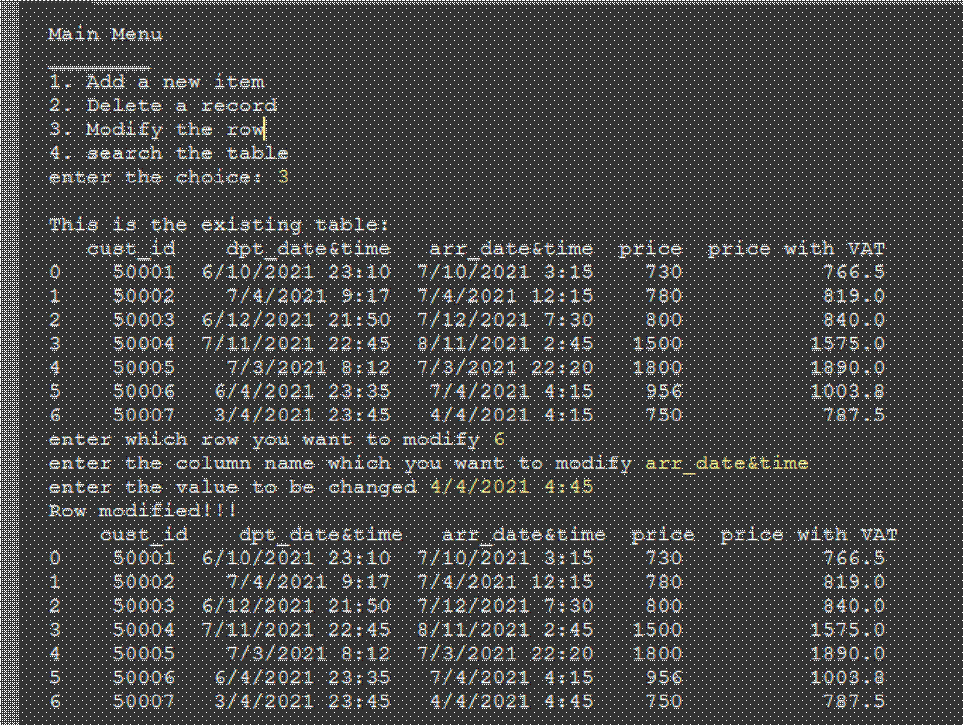 Main Menu
1. Add a new item
2. Delete a record
3. Modify the row
4. search the table
enter the choice: 3
This is the existing table:
cust_id dpt_date&time arr_date&time price price with VAT
0 50001 6/10/2021 23:10 7/10/2021 3:15 730 766.5
1 50002 7/4/2021 9:17 7/4/2021 12:15 780 819.0
2 50003 6/12/2021 21:50 7/12/2021 7:30 800 840.0
3 50004 7/11/2021 22:45 8/11/2021 2:45 1500 1575.0
4 50005 7/3/2021 8:12 7/3/2021 22:20 1800 1890.0
5 50006 6/4/2021 23:35 7/4/2021 4:15 956 1003.8
6 50007 3/4/2021 23:45 4/4/2021 4:15 750 787.5
enter which row you want to modify 6
enter the column name which you want to modify arr_date&time
enter the value to be changed 4/4/2021 4:45
Row modified!!!
cust_id dpt_date&time arr_date&time price price with VAT
0 50001 6/10/2021 23:10 7/10/2021 3:15 730 766.5
1 50002 7/4/2021 9:17 7/4/2021 12:15 780 819.0
2 50003 6/12/2021 21:50 7/12/2021 7:30 800 840.0
3 50004 7/11/2021 22:45 8/11/2021 2:45 1500 1575.0
4 50005 7/3/2021 8:12 7/3/2021 22:20 1800 1890.0
5 50006 6/4/2021 23:35 7/4/2021 4:15 956 1003.8
6 50007 3/4/2021 23:45 4/4/2021 4:45 750 787.5